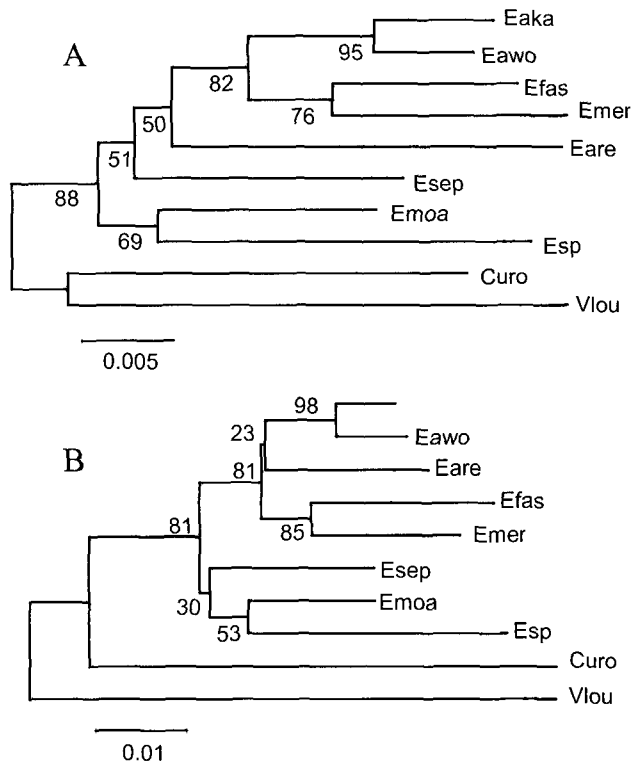 A
Eaka
95
Eawo
82
Efas
76
Emer
50
Eare
51
Esep
88
Emoa
69
Esp
Curo
Vlou
0.005
B
98
Eawo
23
Eare
81
Efas
85
Emer
81
Esep
30
Emoa
53
Esp
Curo
Vlou
0.01